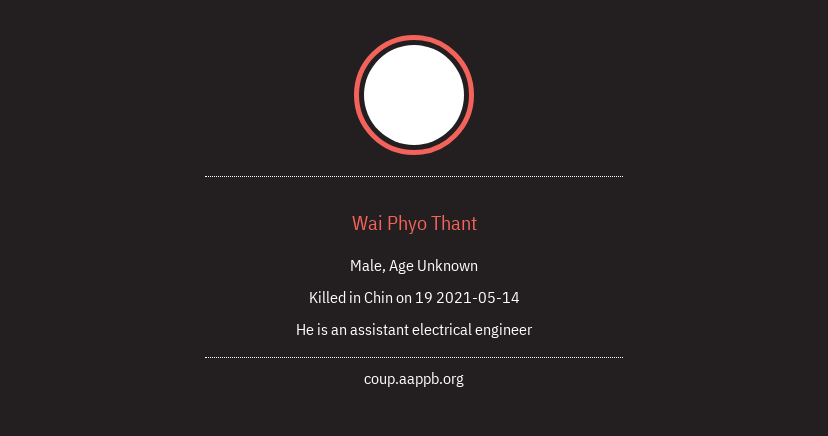 Wai Phyo Thant
Male, Age Unknown
Killed in Chin on 19 2021-05-14
He is an assistant electrical engineer
coup.aappb.org